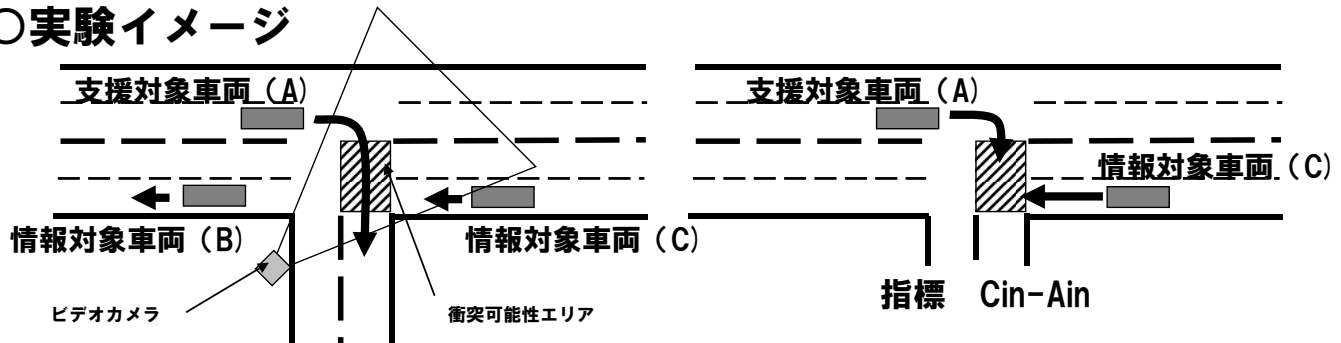 ○実験イメージ
支援対象車両（A）
情報対象車両（B）
情報対象車両（C）
ビデオカメラ
衝突可能性エリア
支援対象車両（A）
情報対象車両（C）
指標　Cin-Ain